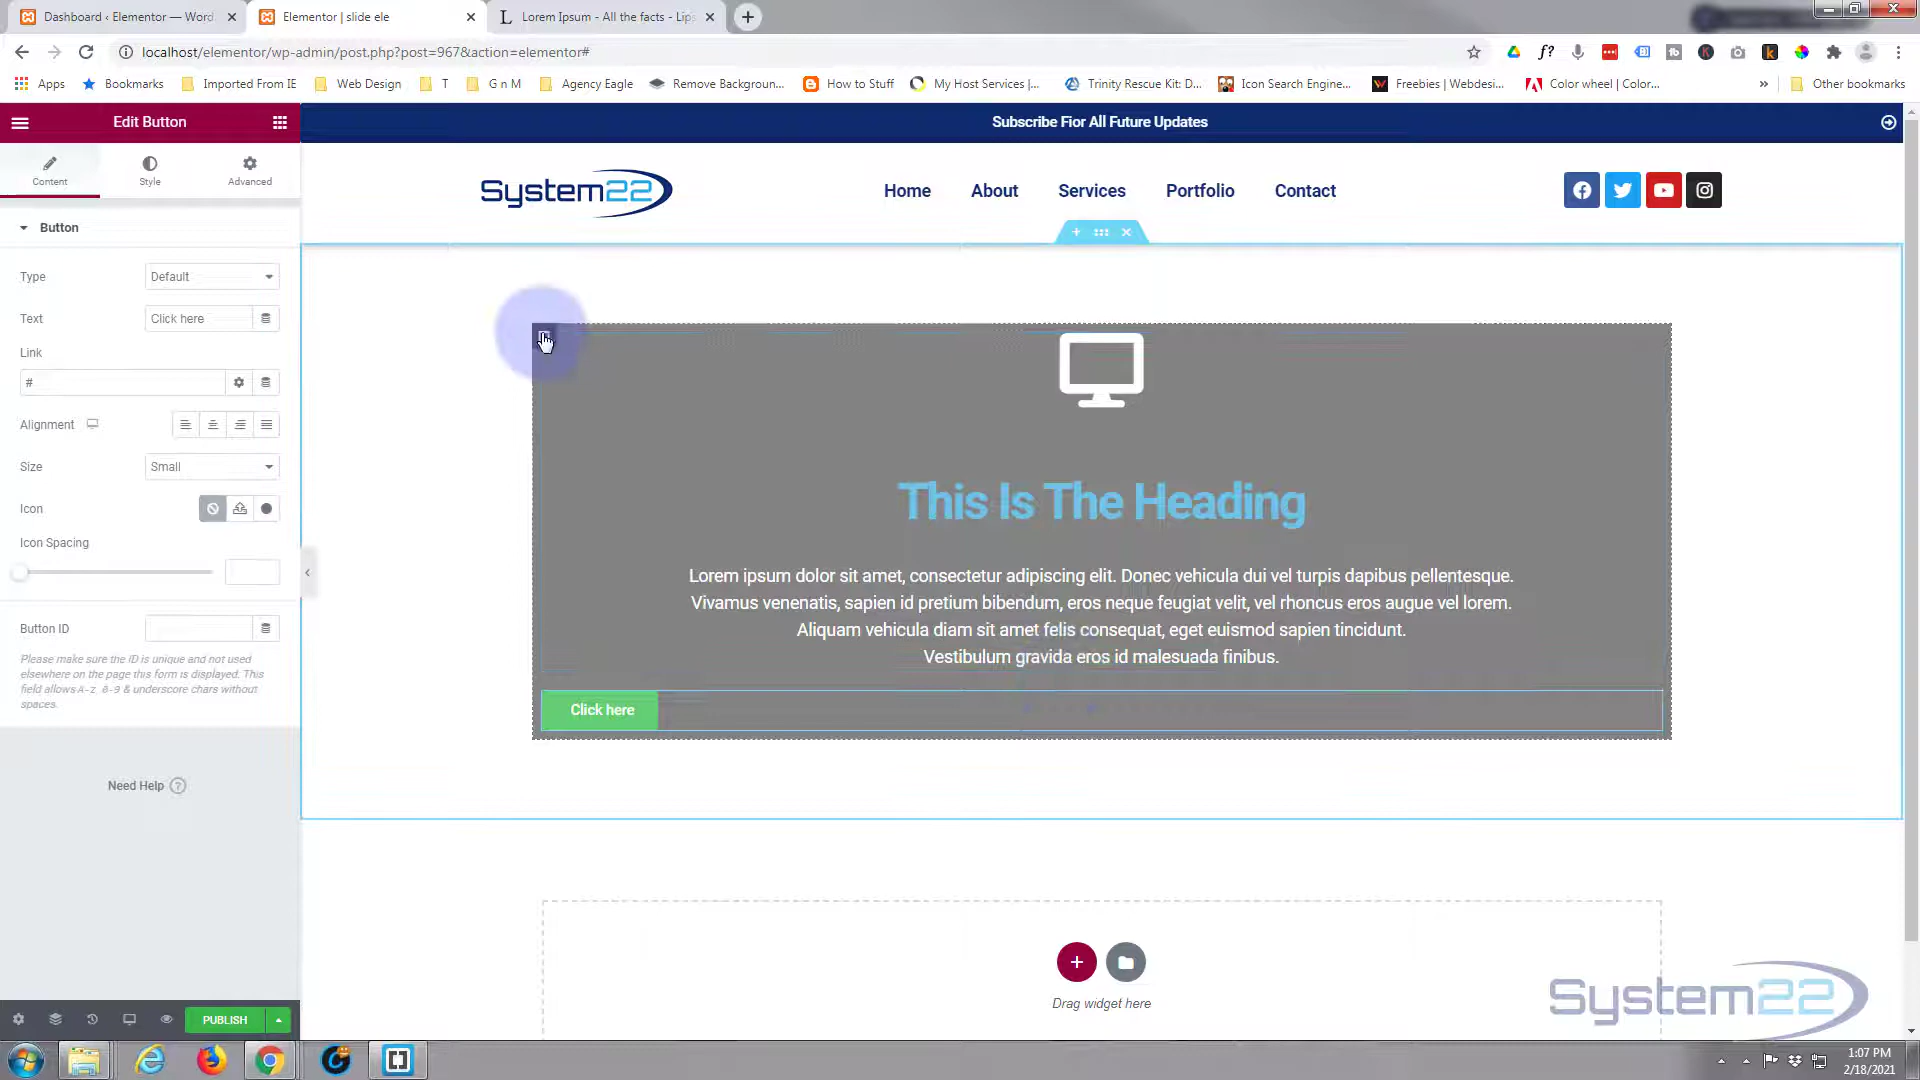 Dashboard ‹ Elementor — Word
Elementor | slide ele
Lorem Ipsum - All the facts - Lips
localhost/elementor/wp-admin/post.php?post=967&action=elementor#
Apps
Bookmarks
Imported From IE
Web Design
T
G n M
Agency Eagle
Remove Backgroun...
How to Stuff
My Host Services |...
Trinity Rescue Kit: D...
Icon Search Engine...
Freebies | Webdesi...
Color wheel | Color...
»
Other bookmarks
Edit Button
Content
Style
Advanced
Button
Type
Default
Text
Click here
Link
#
Alignment
Size
Small
Icon
Icon Spacing
Button ID
Please make sure the ID is unique and not used
elsewhere on the page this form is displayed. This
field allows A-z 0-9 & underscore chars without
spaces.
Need Help ?
PUBLISH
Subscribe Fior All Future Updates
System22
Home
About
Services
Portfolio
Contact
This Is The Heading
Lorem ipsum dolor sit amet, consectetur adipiscing elit. Donec vehicula dui vel turpis dapibus pellentesque.
Vivamus venenatis, sapien id pretium bibendum, eros neque feugiat velit, vel rhoncus eros augue vel lorem.
Aliquam vehicula diam sit amet felis consequat, eget euismod sapien tincidunt.
Vestibulum gravida eros id malesuada finibus.
Click here
Drag widget here
System22
1:07 PM
2/18/2021